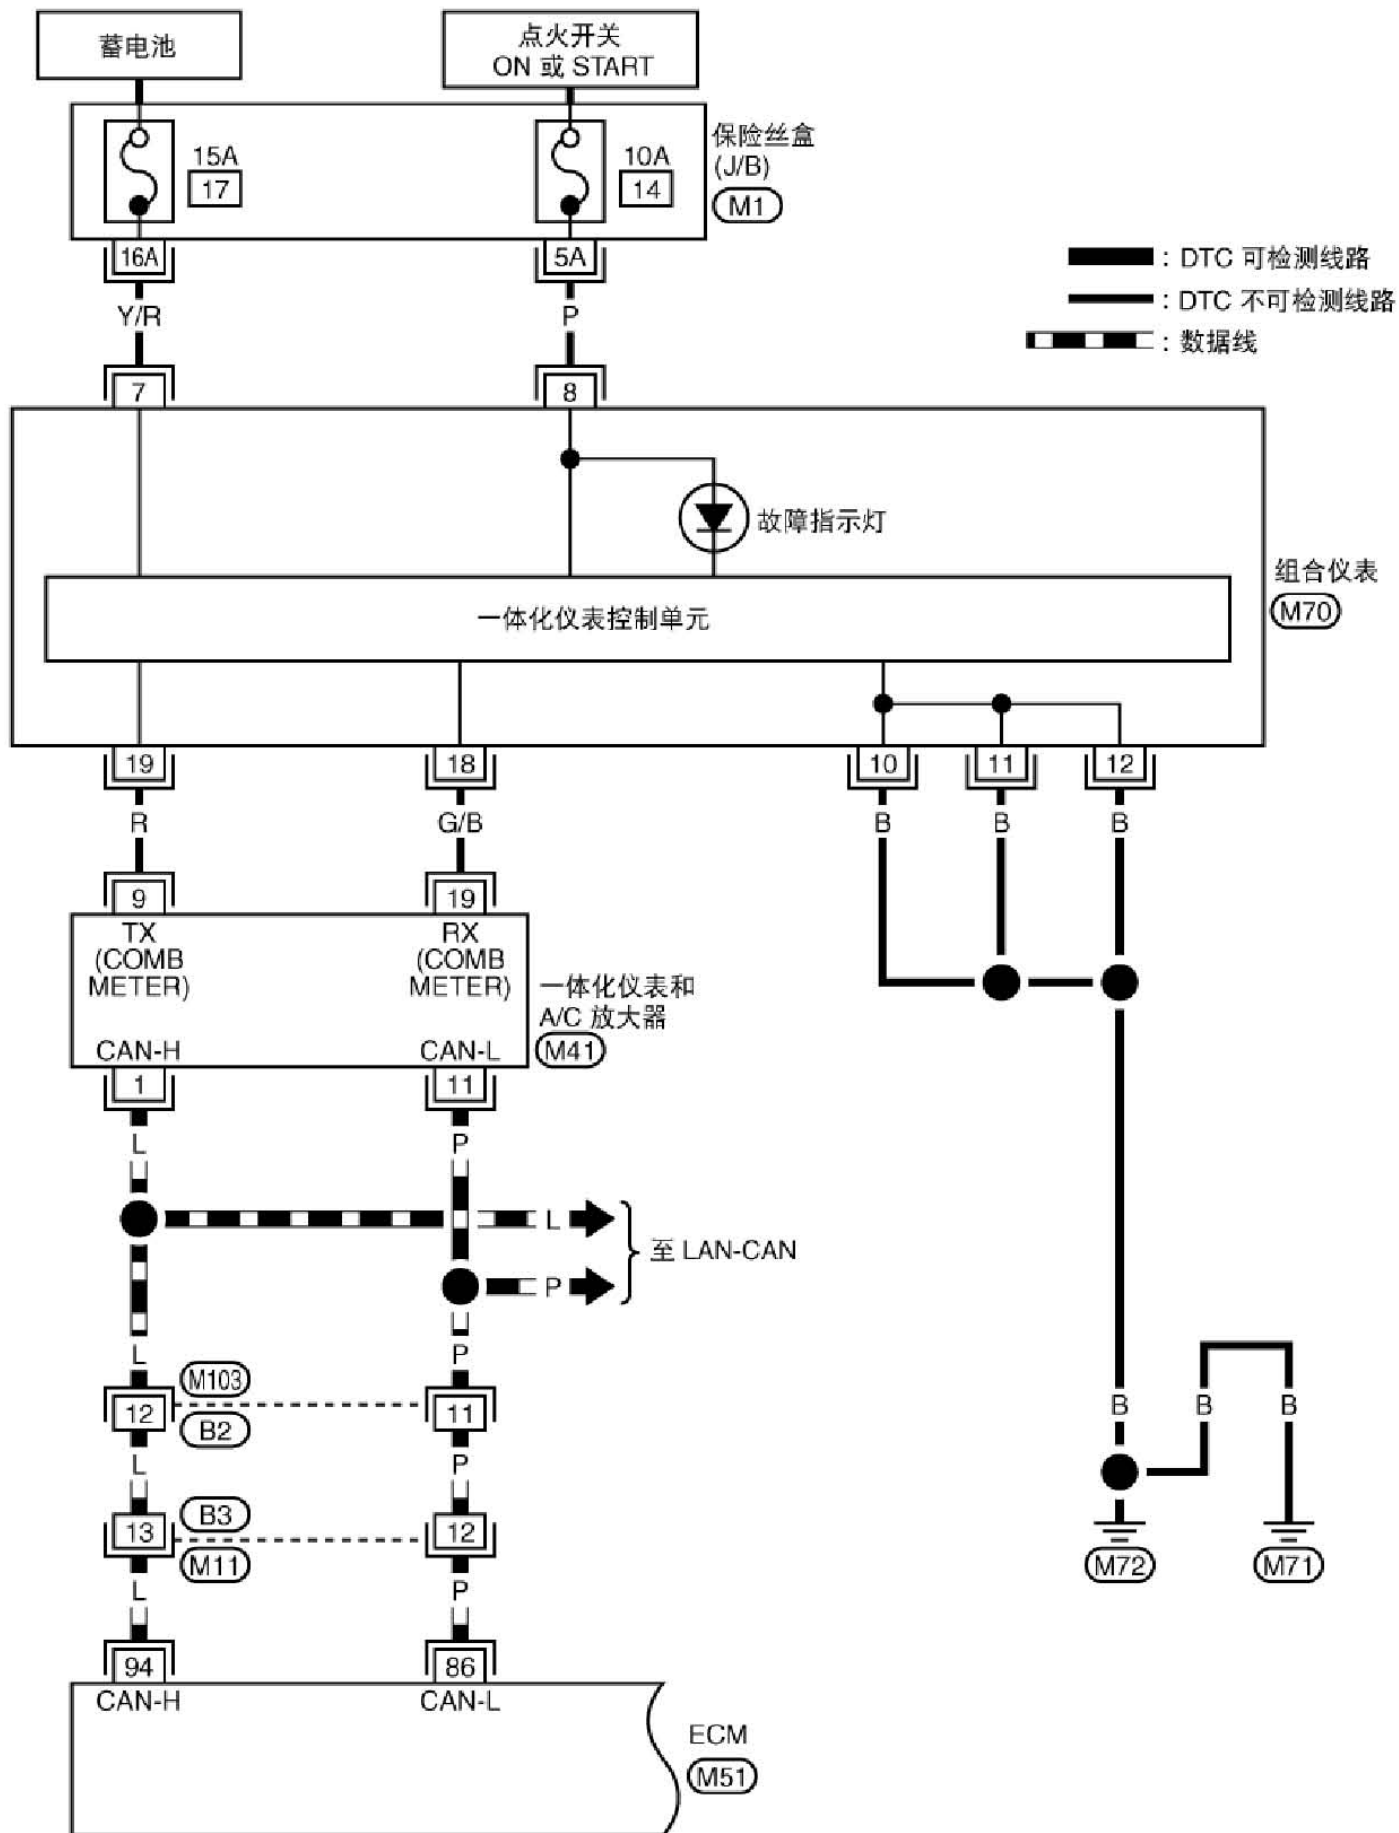 蓄电池
点火开关
ON 或 START
15A
17
10A
14
保险丝盒
(J/B)
M1
16A
5A
: DTC 可检测线路
: DTC 不可检测线路
: 数据线
Y/R
P
7
8
故障指示灯
组合仪表
M70
一体化仪表控制单元
19
18
10
11
12
R
G/B
B
B
B
9
19
TX
(COMB
METER)
RX
(COMB
METER)
一体化仪表和
A/C 放大器
M41
CAN-H
CAN-L
1
11
L
P
L
P
至 LAN-CAN
L
P
M103
12
11
B2
L
P
B3
13
12
M11
L
P
B
B
B
M72
M71
94
86
CAN-H
CAN-L
ECM
M51